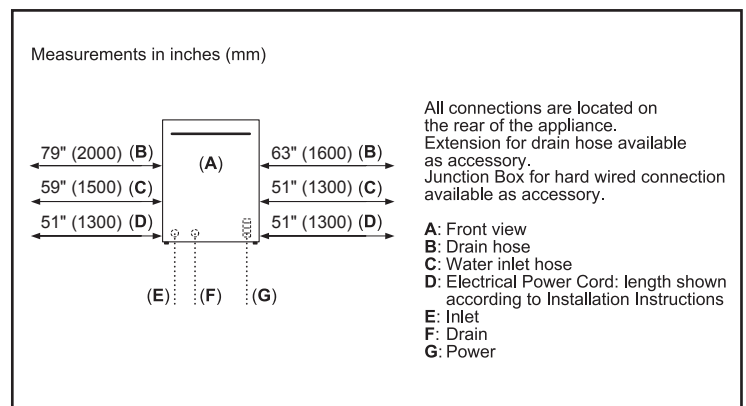 Measurements in inches (mm)
79" (2000) (B)
59" (1500) (C)
51" (1300) (D)
(A)
63" (1600) (B)
51" (1300) (C)
51" (1300) (D)
(E)
(F)
(G)
All connections are located on
the rear of the appliance.
Extension for drain hose available
as accessory.
Junction Box for hard wired connection
available as accessory.
A: Front view
B: Drain hose
C: Water inlet hose
D: Electrical Power Cord: length shown
according to Installation Instructions
E: Inlet
F: Drain
G: Power